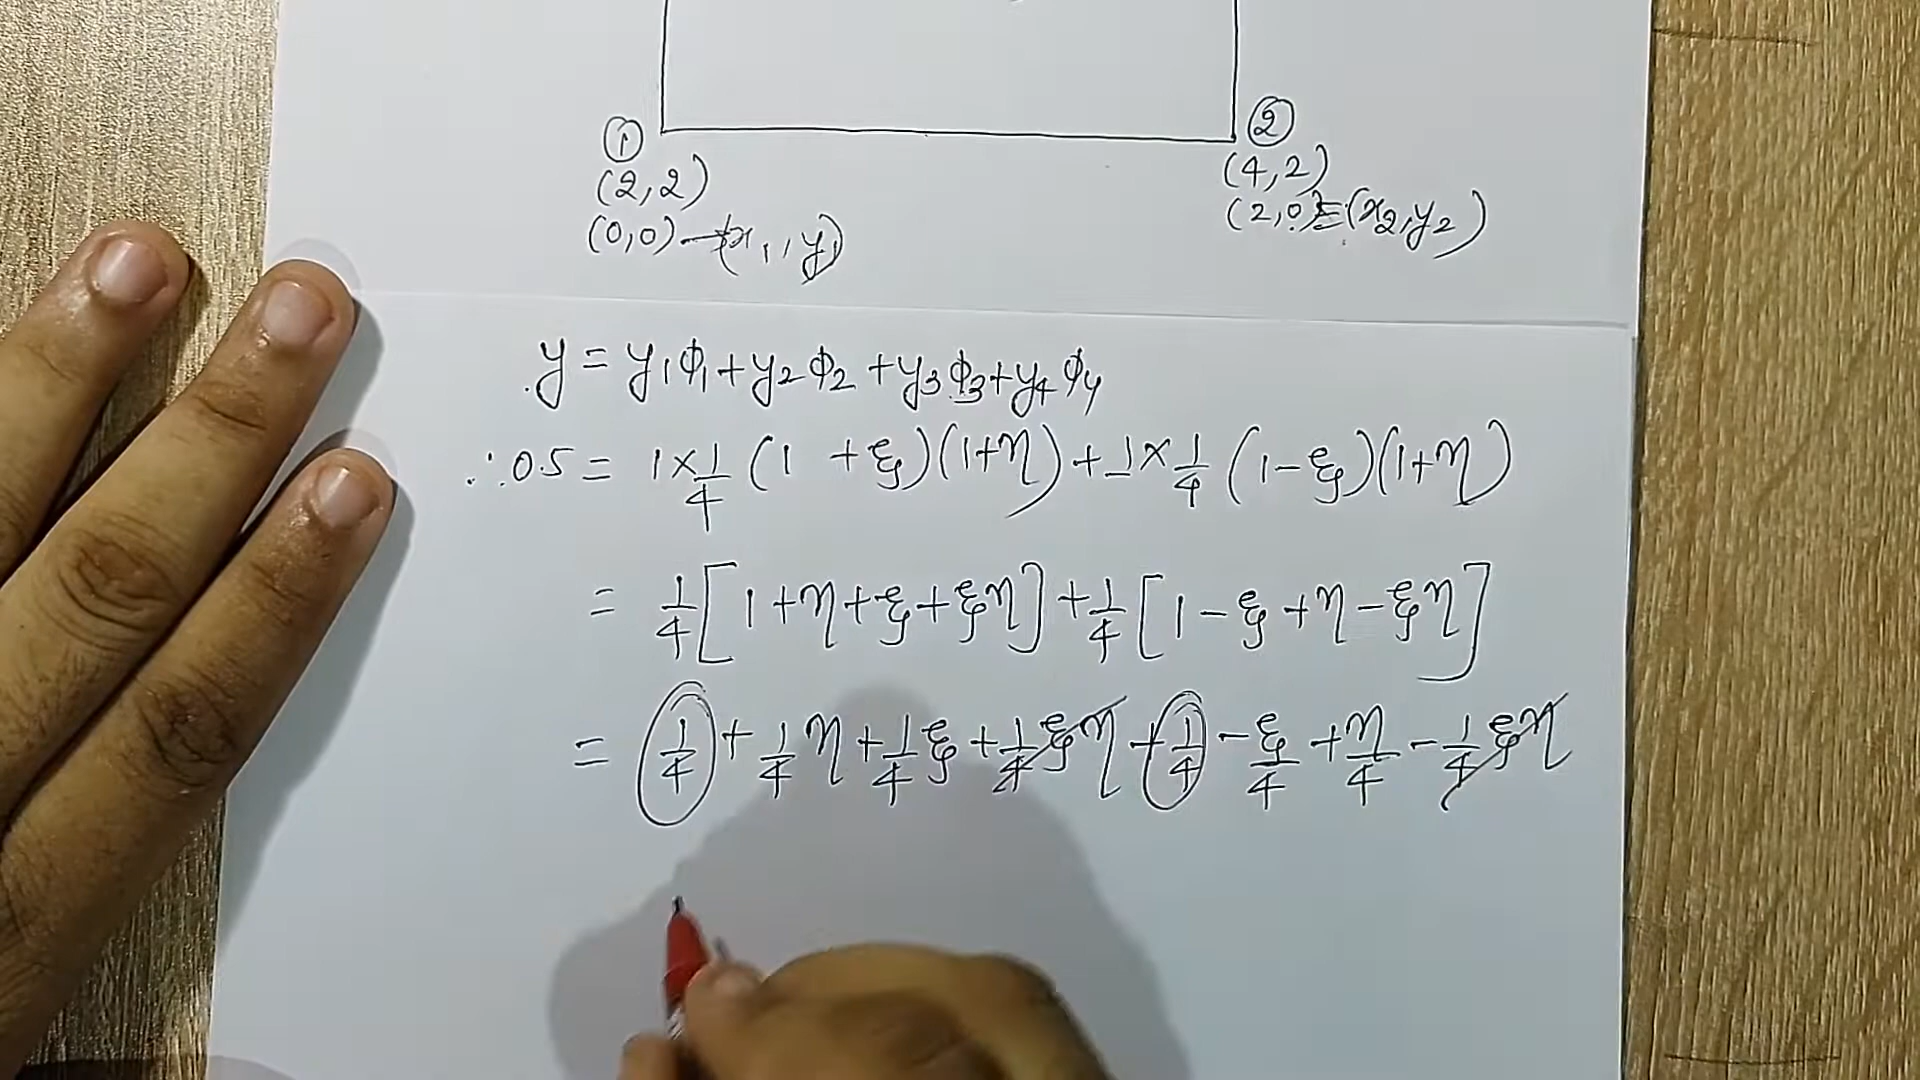 ① ②
(2,2) (4,2)
(0,0) → (x₁, y₁) (2,0) ≡ (x₂, y₂)
y = y₁φ₁ + y₂φ₂ + y₃φ₃ + y₄φ₄
∴ 0.5 = 1×1/4 (1 + ξ)(1+η) + 1×1/4 (1-ξ)(1+η)
= 1/4 [1 + η + ξ + ξη] + 1/4 [1 - ξ + η - ξη]
= 1/4 + 1/4 η + 1/4 ξ + 1/4 ξη + 1/4 - ξ/4 + η/4 - 1/4 ξη